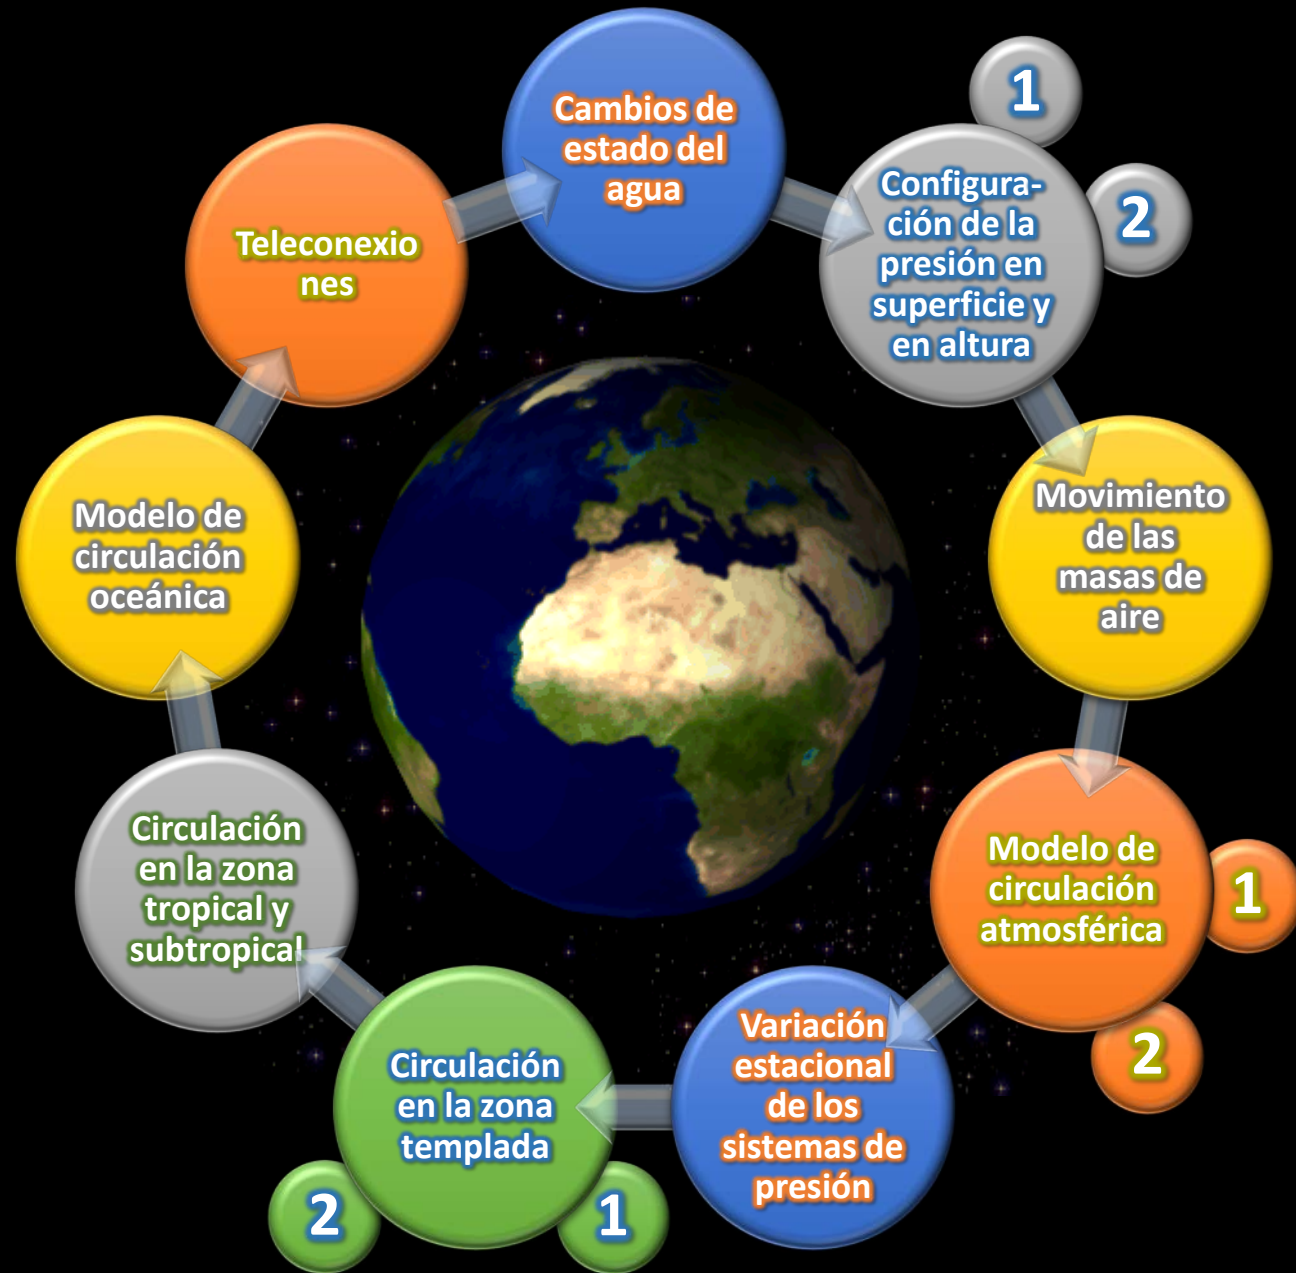 Cambios de
estado del
agua
1
2
Configura-
ción de la
presión en
superficie y
en altura
Movimiento
de las
masas de
aire
Modelo de
circulación
atmosférica
1
2
Variación
estacional
de los
sistemas de
presión
Circulación
en la zona
templada
1
2
Circulación
en la zona
tropical y
subtropical
Modelo de
circulación
oceánica
Teleconexio
nes